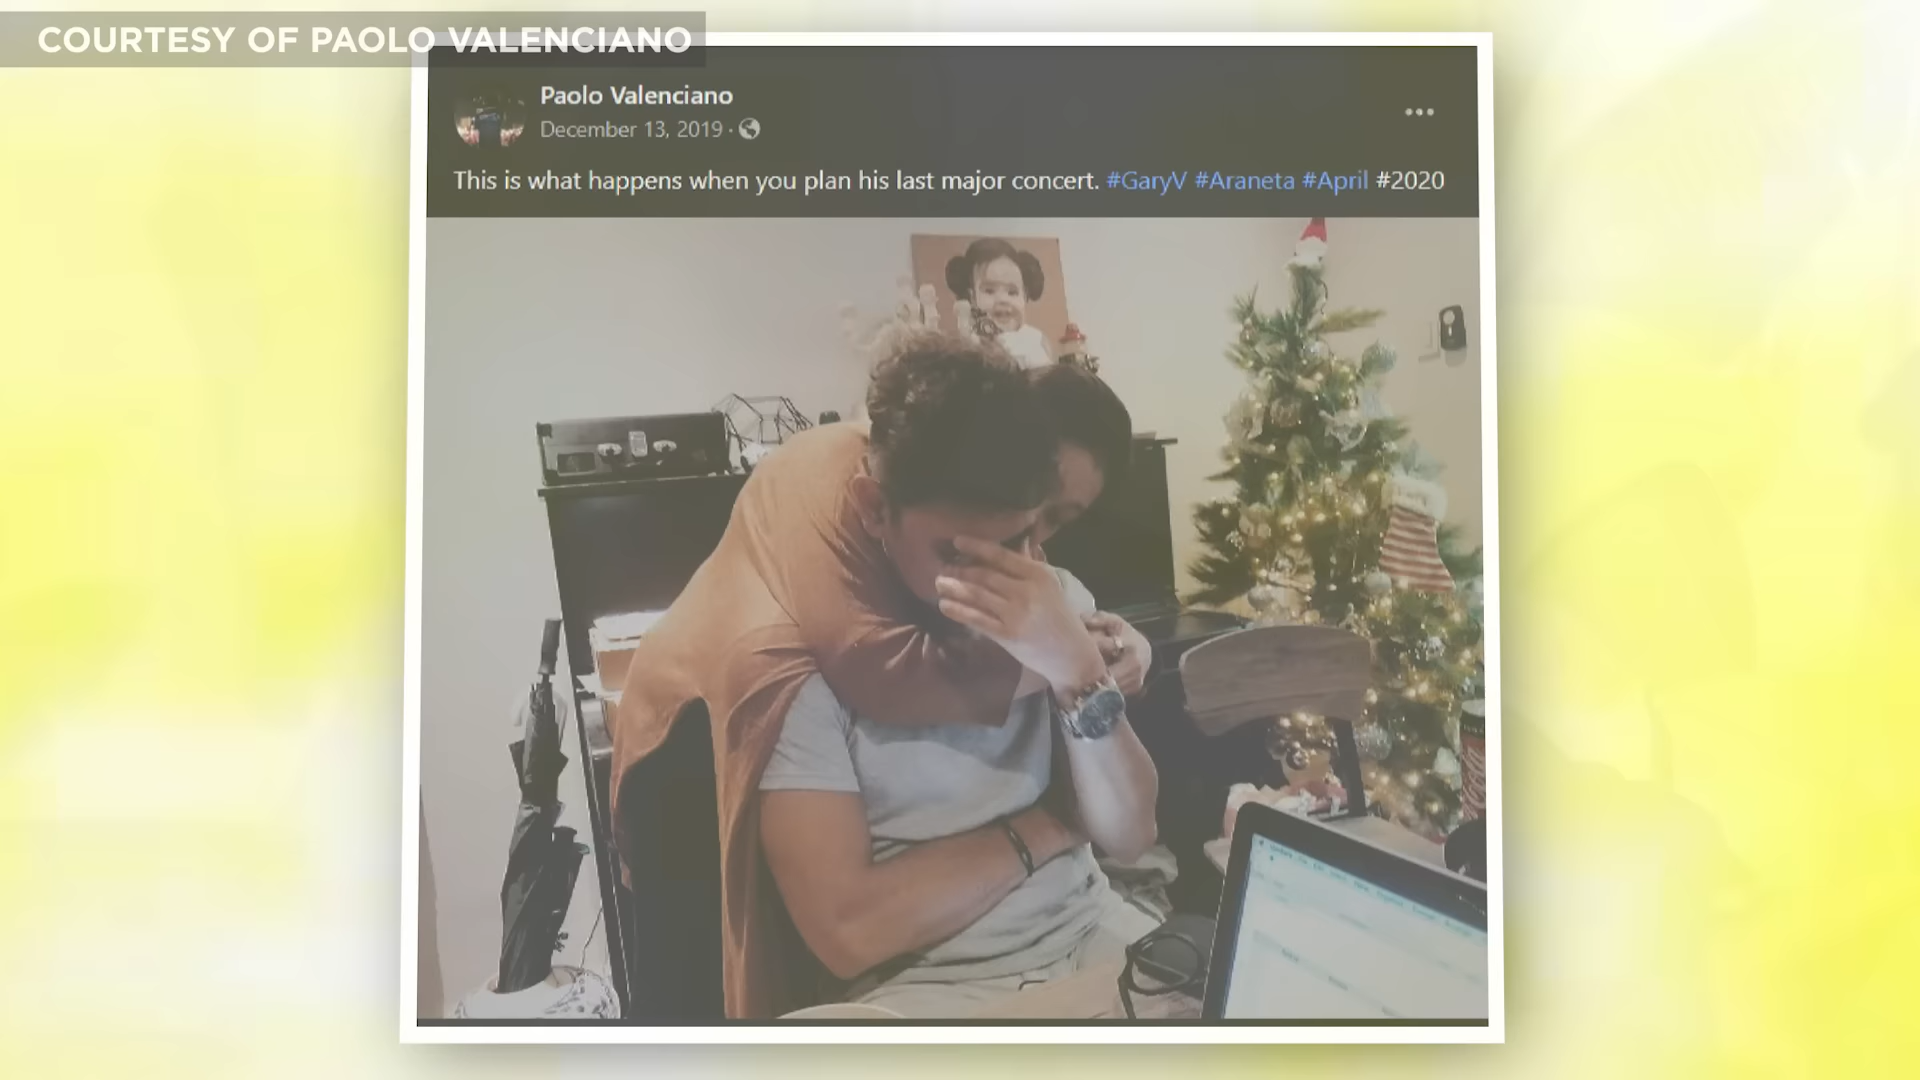 COURTESY OF PAOLO VALENCIANO
Paolo Valenciano
December 13, 2019 ·
This is what happens when you plan his last major concert. #GaryV #Araneta #April #2020